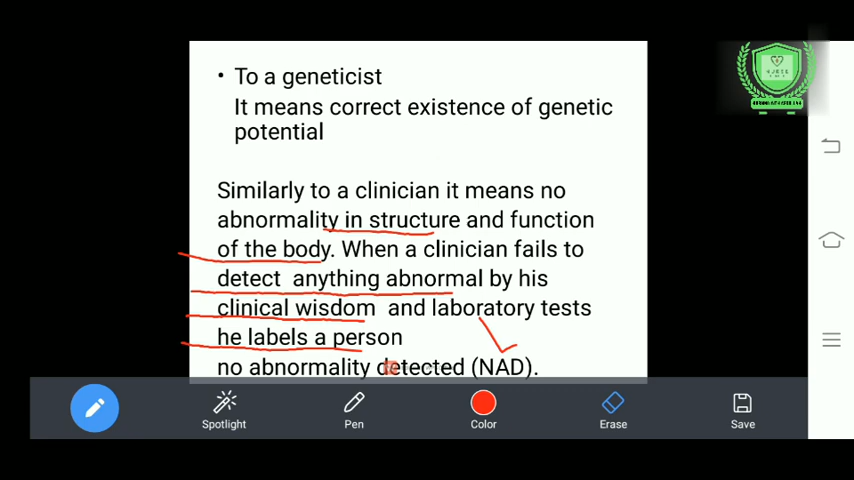 • To a geneticist
It means correct existence of genetic
potential
Similarly to a clinician it means no
abnormality in structure and function
of the body. When a clinician fails to
detect anything abnormal by his
clinical wisdom and laboratory tests
he labels a person
no abnormality detected (NAD).
Spotlight
Pen
Color
Erase
Save